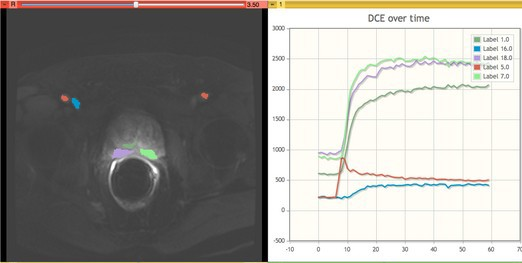 R
3.50
1
DCE over time
Label 1.0
Label 16.0
Label 18.0
Label 5.0
Label 7.0
3000
2500
2000
1500
1000
500
0
-500
-10 0 10 20 30 40 50 60 70